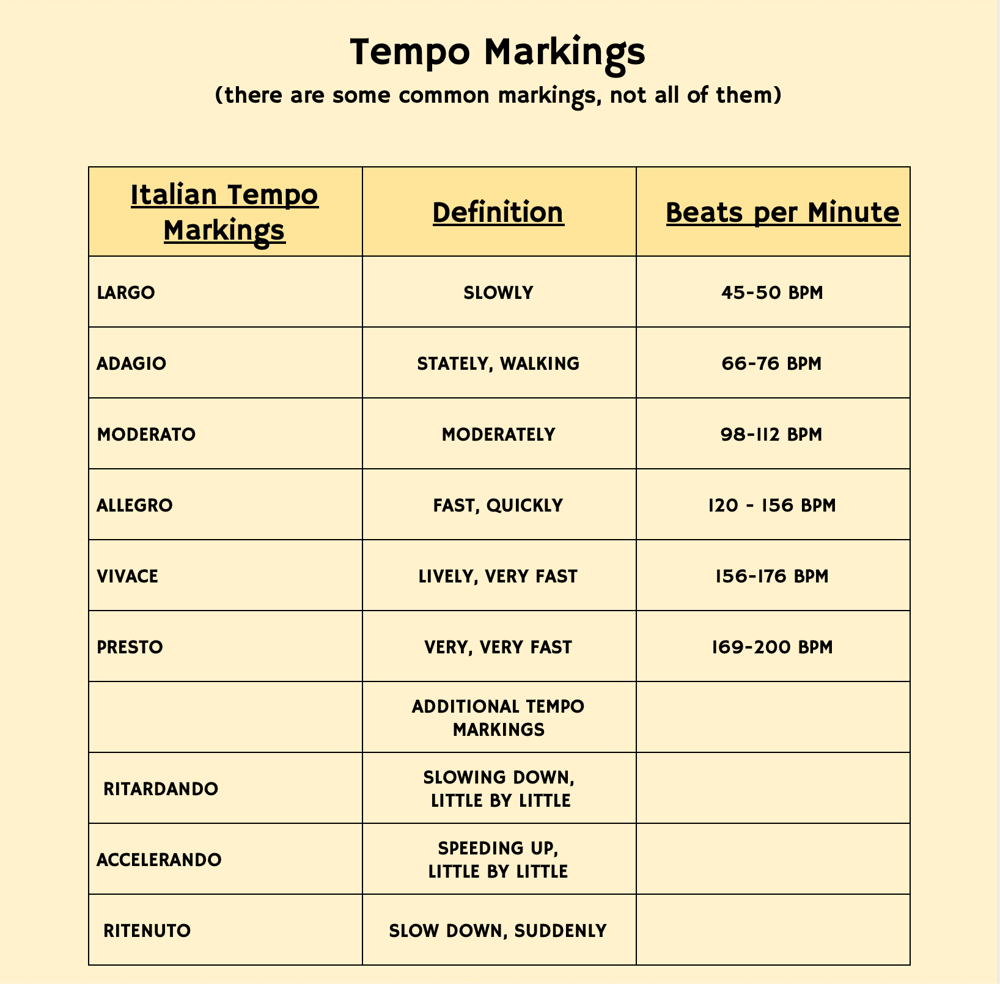 Tempo Markings
(there are some common markings, not all of them)
Italian Tempo
Markings
Definition
Beats per Minute
LARGO
SLOWLY
45-50 BPM
ADAGIO
STATELY, WALKING
66-76 BPM
MODERATO
MODERATELY
98-112 BPM
ALLEGRO
FAST, QUICKLY
120 - 156 BPM
VIVACE
LIVELY, VERY FAST
156-176 BPM
PRESTO
VERY, VERY FAST
169-200 BPM
ADDITIONAL TEMPO
MARKINGS
RITARDANDO
SLOWING DOWN,
LITTLE BY LITTLE
ACCELERANDO
SPEEDING UP,
LITTLE BY LITTLE
RITENUTO
SLOW DOWN, SUDDENLY